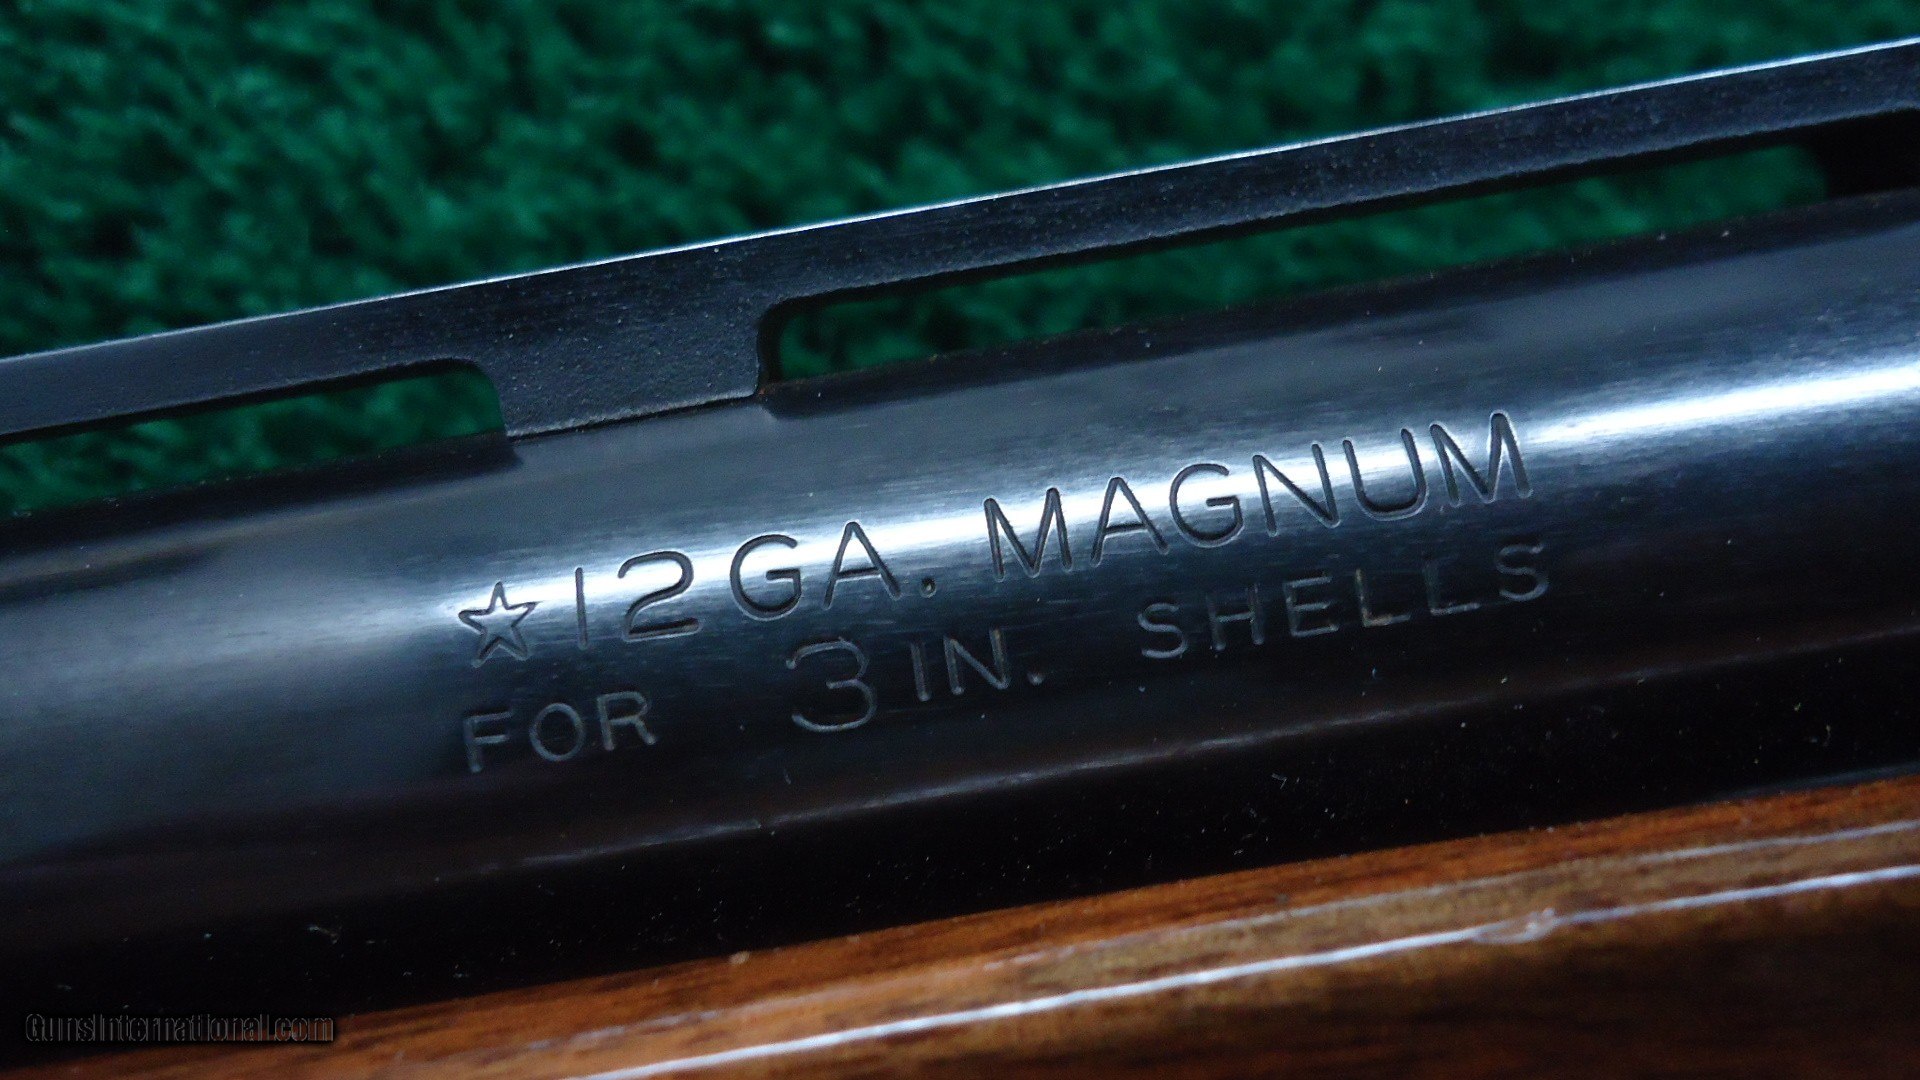 ☆12GA. MAGNUM
FOR 3IN. SHELLS
GunsInternational.com